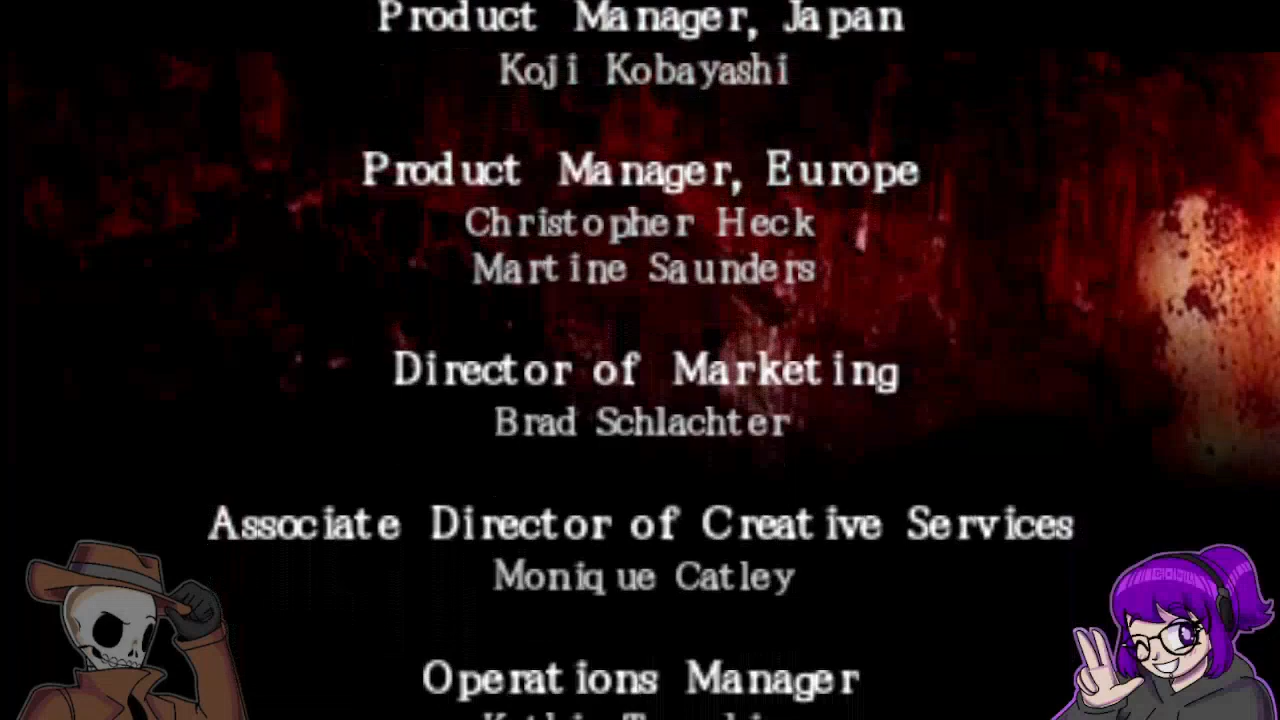 Product Manager, Japan
Koji Kobayashi
Product Manager, Europe
Christopher Heck
Martine Saunders
Director of Marketing
Brad Schlachter
Associate Director of Creative Services
Monique Catley
Operations Manager